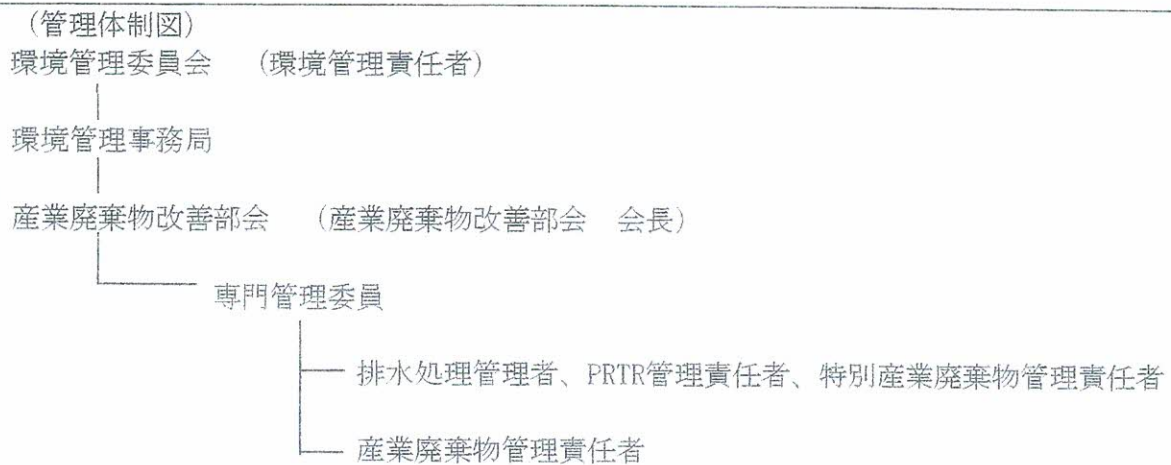 (管理体制図)
環境管理委員会 (環境管理責任者)
環境管理事務局
産業廃棄物改善部会 (産業廃棄物改善部会 会長)
専門管理委員
排水処理管理者、PRTR管理責任者、特別産業廃棄物管理責任者
産業廃棄物管理責任者